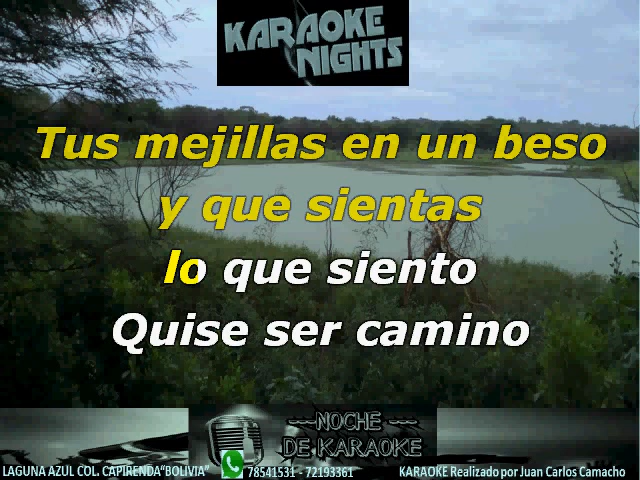 KARAOKE
NIGHTS
Tus mejillas en un beso
y que sientas
lo que siento
Quise ser camino
---NOCHE---
DE KARAOKE
LAGUNA AZUL COL. CAPIRENDA"BOLIVIA" 78541531 - 72193361 KARAOKE Realizado por Juan Carlos Camacho